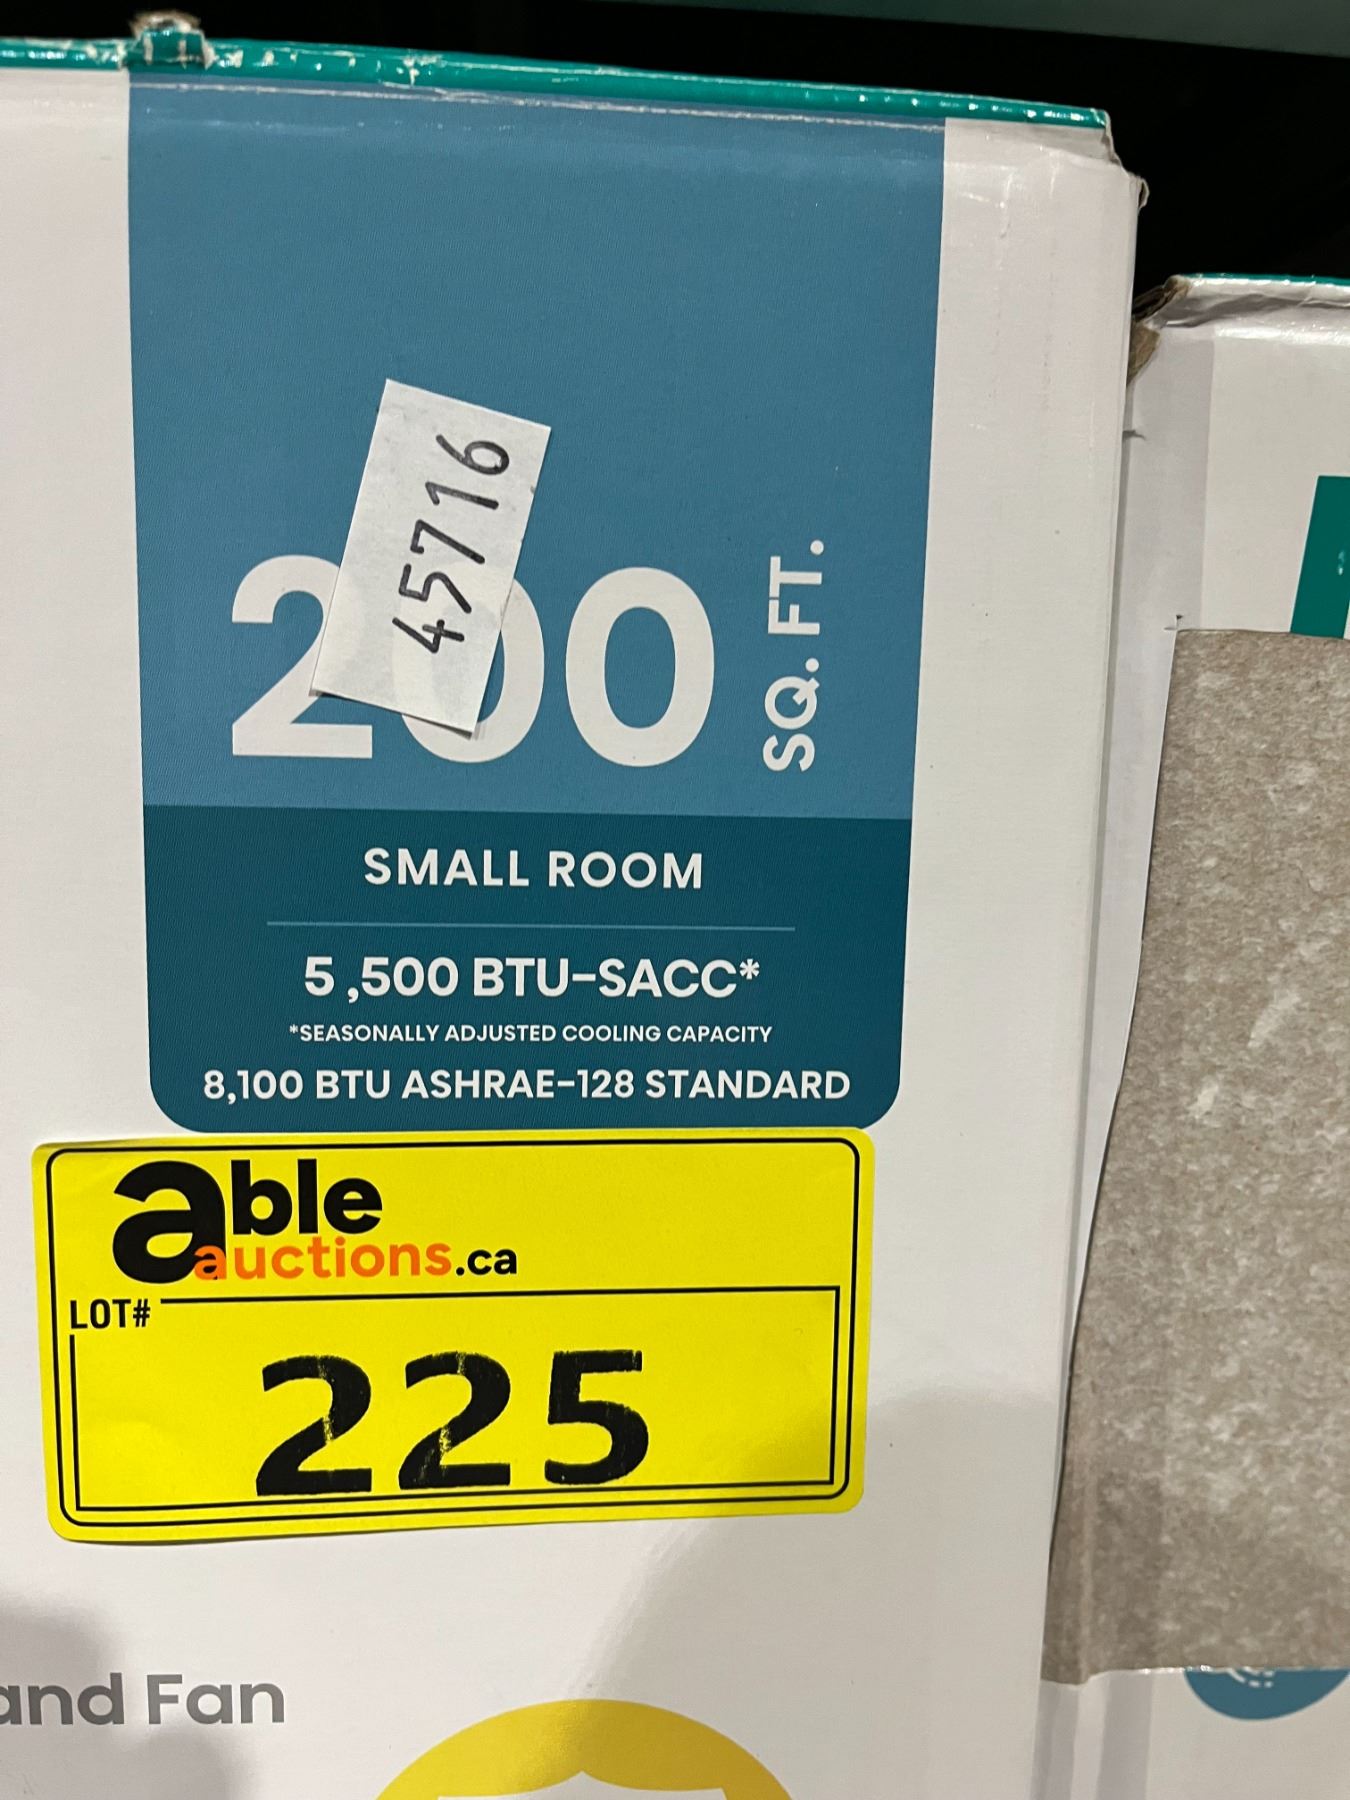 45716
200
SQ. FT.
SMALL ROOM
5,500 BTU-SACC*
*SEASONALLY ADJUSTED COOLING CAPACITY
8,100 BTU ASHRAE-128 STANDARD
able
auctions.ca
LOT#
225
and Fan